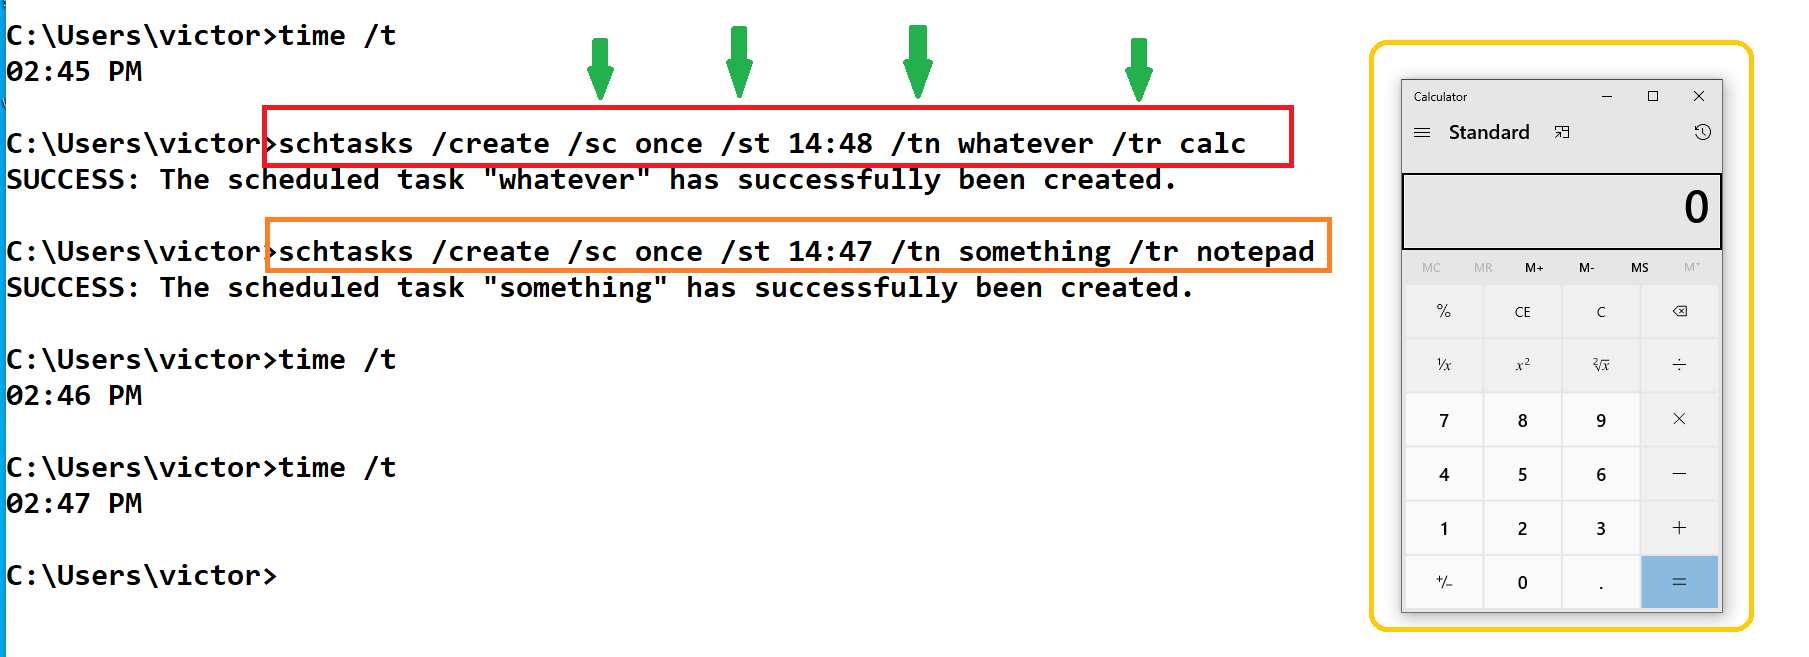 C:\Users\victor>time /t
02:45 PM
C:\Users\victor>schtasks /create /sc once /st 14:48 /tn whatever /tr calc
SUCCESS: The scheduled task "whatever" has successfully been created.
C:\Users\victor>schtasks /create /sc once /st 14:47 /tn something /tr notepad
SUCCESS: The scheduled task "something" has successfully been created.
C:\Users\victor>time /t
02:46 PM
C:\Users\victor>time /t
02:47 PM
C:\Users\victor>
Calculator
Standard
0
MC MR M+ M- MS M˅
% CE C
¹/x x² ²√x ÷
7 8 9 ×
4 5 6 −
1 2 3 +
+/− 0 . =